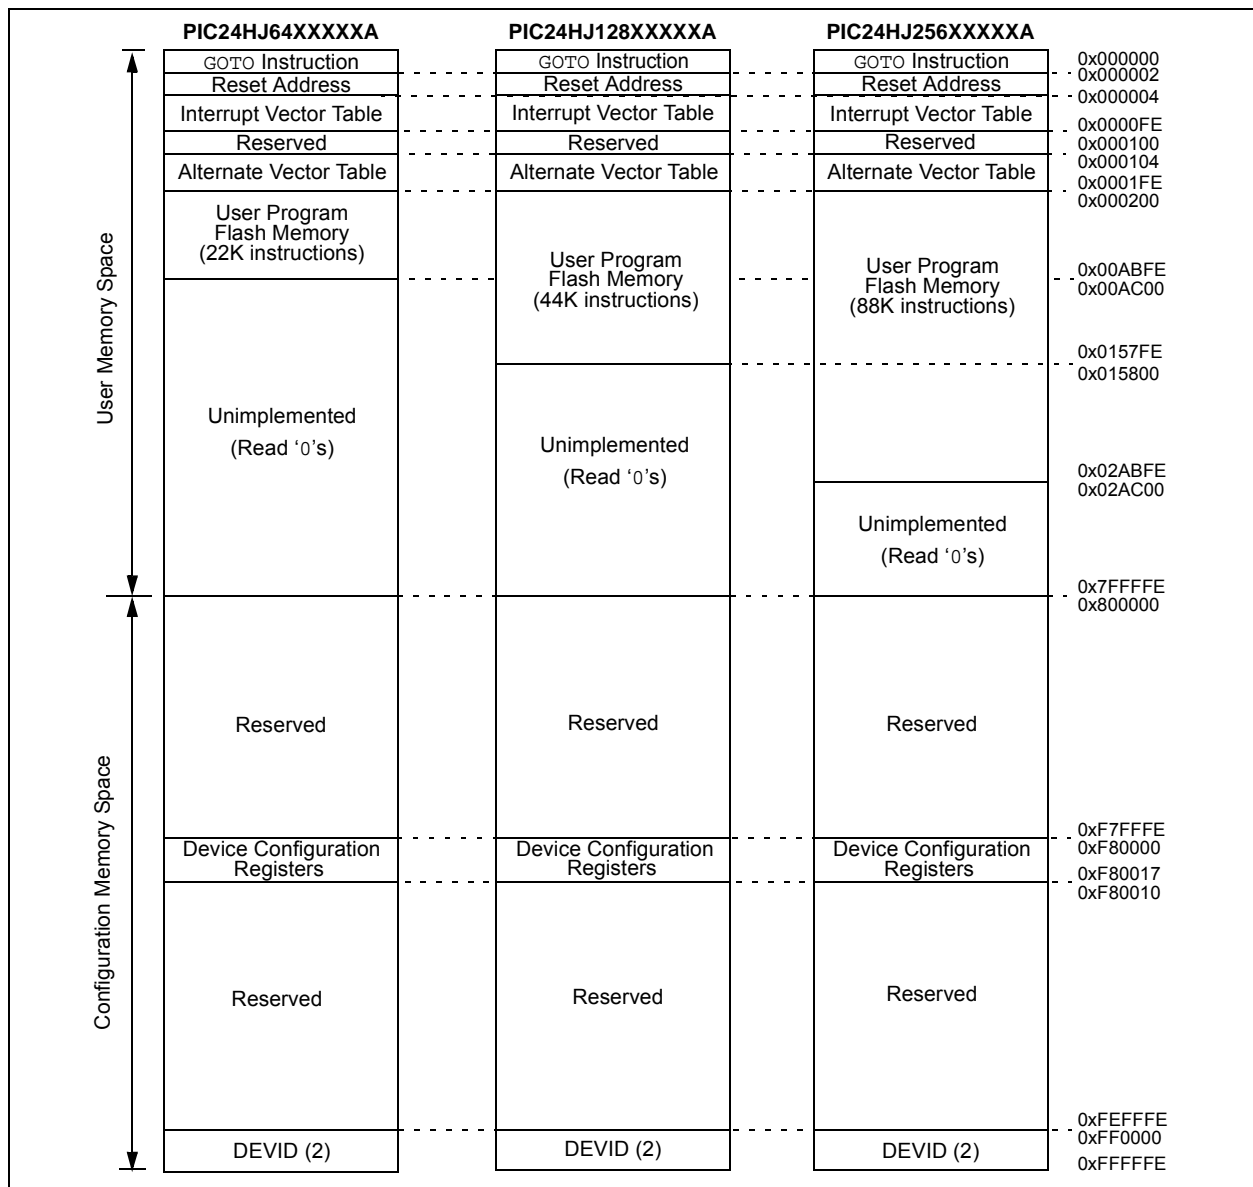 PIC24HJ64XXXXXA
GOTO Instruction
Reset Address
Interrupt Vector Table
Reserved
Alternate Vector Table
User Program
Flash Memory
(22K instructions)
Unimplemented
(Read ‘0’s)
Reserved
Device Configuration
Registers
Reserved
DEVID (2)
PIC24HJ128XXXXXA
GOTO Instruction
Reset Address
Interrupt Vector Table
Reserved
Alternate Vector Table
User Program
Flash Memory
(44K instructions)
Unimplemented
(Read ‘0’s)
Reserved
Device Configuration
Registers
Reserved
DEVID (2)
PIC24HJ256XXXXXA
GOTO Instruction
Reset Address
Interrupt Vector Table
Reserved
Alternate Vector Table
User Program
Flash Memory
(88K instructions)
Unimplemented
(Read ‘0’s)
Reserved
Device Configuration
Registers
Reserved
DEVID (2)
0x000000
0x000002
0x000004
0x0000FE
0x000100
0x000104
0x0001FE
0x000200
0x00ABFE
0x00AC00
0x0157FE
0x015800
0x02ABFE
0x02AC00
0x7FFFFE
0x800000
0xF7FFFE
0xF80000
0xF80017
0xF80010
0xFEFFFE
0xFF0000
0xFFFFFE
User Memory Space
Configuration Memory Space